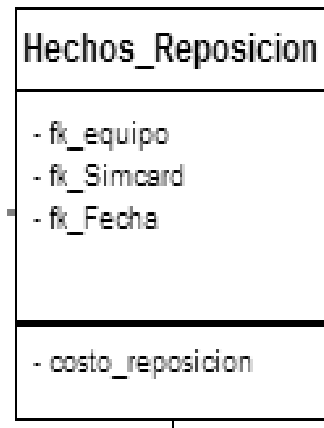 Hechos_Reposicion
- fk_equipo
- fk_Simcard
- fk_Fecha
- costo_reposicion